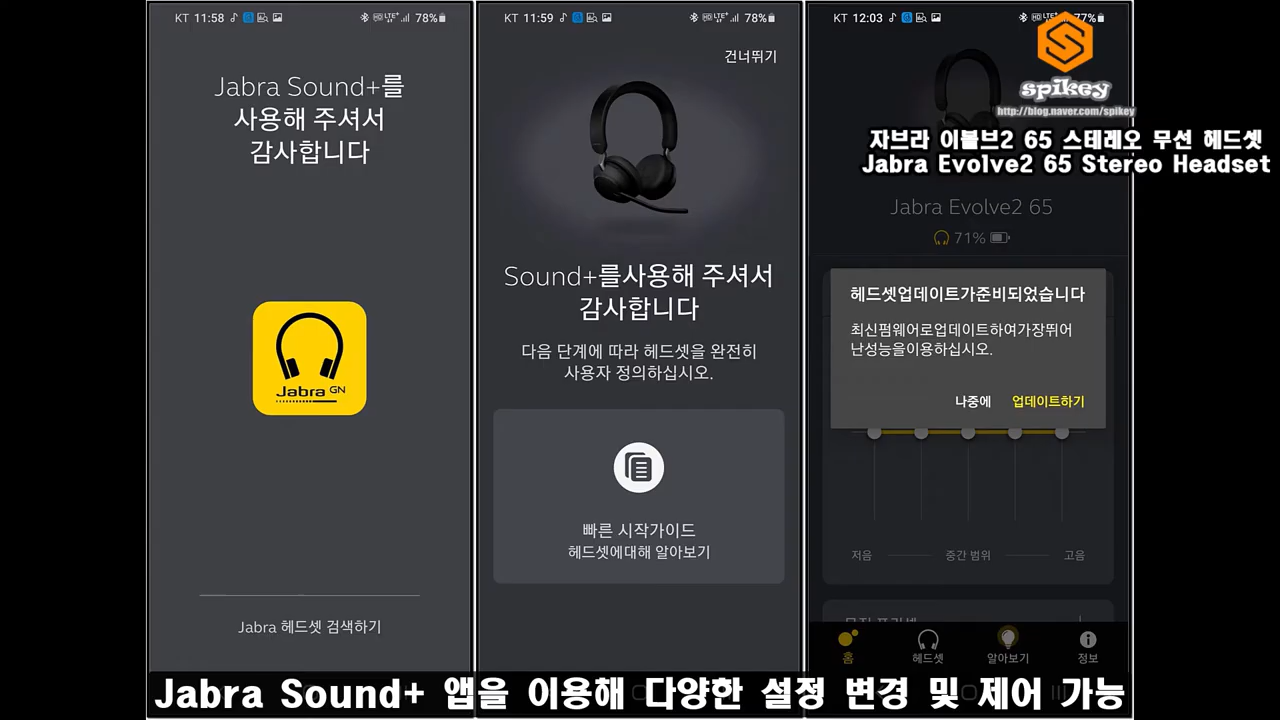 KT 11:58
78%
Jabra Sound+를
사용해 주셔서
감사합니다
Jabra GN
Jabra 헤드셋 검색하기
KT 11:59
78%
건너뛰기
Sound+를사용해 주셔서
감사합니다
다음 단계에 따라 헤드셋을 완전히
사용자 정의하십시오.
빠른 시작가이드
헤드셋에대해 알아보기
KT 12:03
77%
spikey
http://blog.naver.com/spikey
자브라 이볼브2 65 스테레오 무선 헤드셋
Jabra Evolve2 65 Stereo Headset
Jabra Evolve2 65
71%
헤드셋업데이트가준비되었습니다
최신펌웨어로업데이트하여가장뛰어
난성능을이용하십시오.
나중에 업데이트하기
저음 중간 범위 고음
홈 헤드셋 알아보기 정보
Jabra Sound+ 앱을 이용해 다양한 설정 변경 및 제어 가능